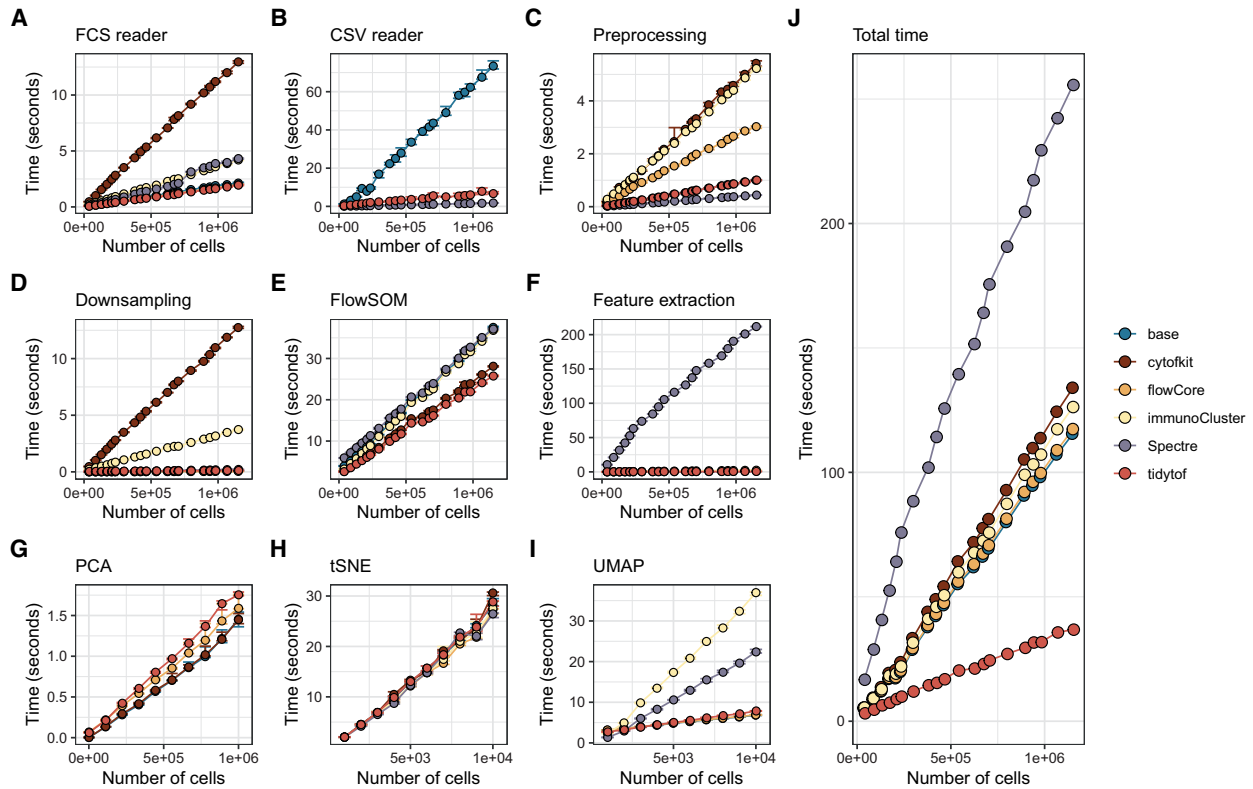 A
FCS reader
Time (seconds)
10
5
0
0e+00
5e+05
1e+06
Number of cells
B
CSV reader
Time (seconds)
60
40
20
0
0e+00
5e+05
1e+06
Number of cells
C
Preprocessing
Time (seconds)
4
2
0
0e+00
5e+05
1e+06
Number of cells
D
Downsampling
Time (seconds)
10
5
0
0e+00
5e+05
1e+06
Number of cells
E
FlowSOM
Time (seconds)
30
20
10
0e+00
5e+05
1e+06
Number of cells
F
Feature extraction
Time (seconds)
200
150
100
50
0
0e+00
5e+05
1e+06
Number of cells
G
PCA
Time (seconds)
1.5
1.0
0.5
0.0
0e+00
5e+05
1e+06
Number of cells
H
tSNE
Time (seconds)
30
20
10
5e+03
1e+04
Number of cells
I
UMAP
Time (seconds)
30
20
10
0
5e+03
1e+04
Number of cells
J
Total time
Time (seconds)
200
100
0
0e+00
5e+05
1e+06
Number of cells
base
cytofkit
flowCore
immunoCluster
Spectre
tidytof